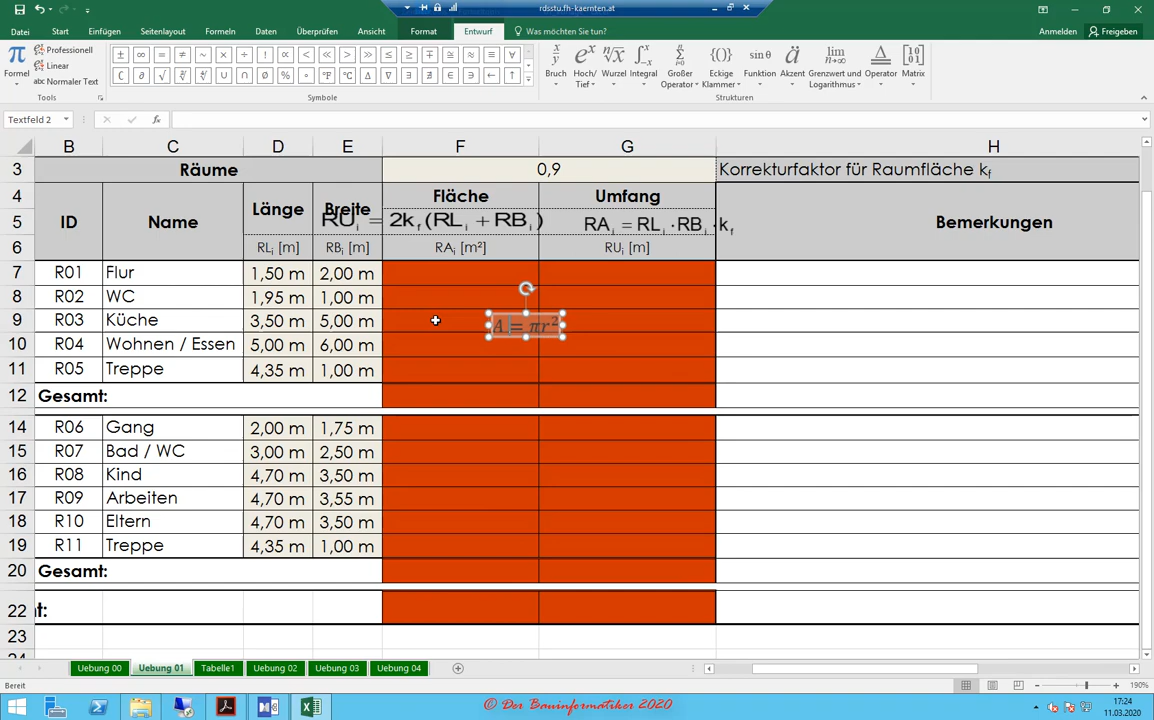 rdsstu.fh-kaernten.at
Datei Start Einfügen Seitenlayout Formeln Daten Überprüfen Ansicht Format Entwurf Was möchten Sie tun? Anmelden Freigeben
π Professionell
Linear
abc Normaler Text
Formel
± ∞ = ≠ ~ × ÷ ! ∝ < ≪ > ≫ ≤ ≥ ∓ ≅ ≈ ≡ ∀
∁ ∂ √ ∛ ∜ ∪ ∩ ∅ % ° °F °C ∆ ∇ ∃ ∄ ∈ ∋ ← ↑
Bruch Hoch/Tief Wurzel Integral Großer Operator Eckige Klammer Funktion Akzent Grenzwert und Logarithmus Operator Matrix
Tools Symbole Strukturen
Textfeld 2 fx
B C D E F G H
3 Räume 0,9 Korrekturfaktor für Raumfläche kf
4 Fläche Umfang
5 ID Name Länge Breite Bemerkungen
RUi = 2kf(RLi + RBi) RAi = RLi·RBi·kf
6 RLi [m] RBi [m] RAi [m²] RUi [m]
7 R01 Flur 1,50 m 2,00 m
8 R02 WC 1,95 m 1,00 m
9 R03 Küche 3,50 m 5,00 m
A = πr²
10 R04 Wohnen / Essen 5,00 m 6,00 m
11 R05 Treppe 4,35 m 1,00 m
12 Gesamt:
14 R06 Gang 2,00 m 1,75 m
15 R07 Bad / WC 3,00 m 2,50 m
16 R08 Kind 4,70 m 3,50 m
17 R09 Arbeiten 4,70 m 3,55 m
18 R10 Eltern 4,70 m 3,50 m
19 R11 Treppe 4,35 m 1,00 m
20 Gesamt:
22 t:
23
Uebung 00 Uebung 01 Tabelle1 Uebung 02 Uebung 03 Uebung 04
Bereit 190%
© Der Bauinformatiker 2020
17:24
11.03.2020